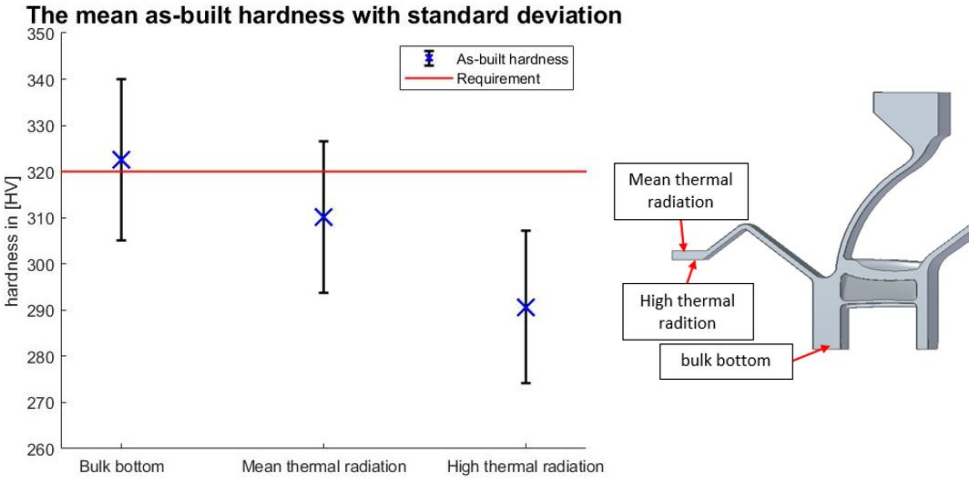 The mean as-built hardness with standard deviation
350
340
330
320
310
300
290
280
270
260
hardness in [HV]
As-built hardness
Requirement
Bulk bottom
Mean thermal radiation
High thermal radiation
Mean thermal
radiation
High thermal
radition
bulk bottom